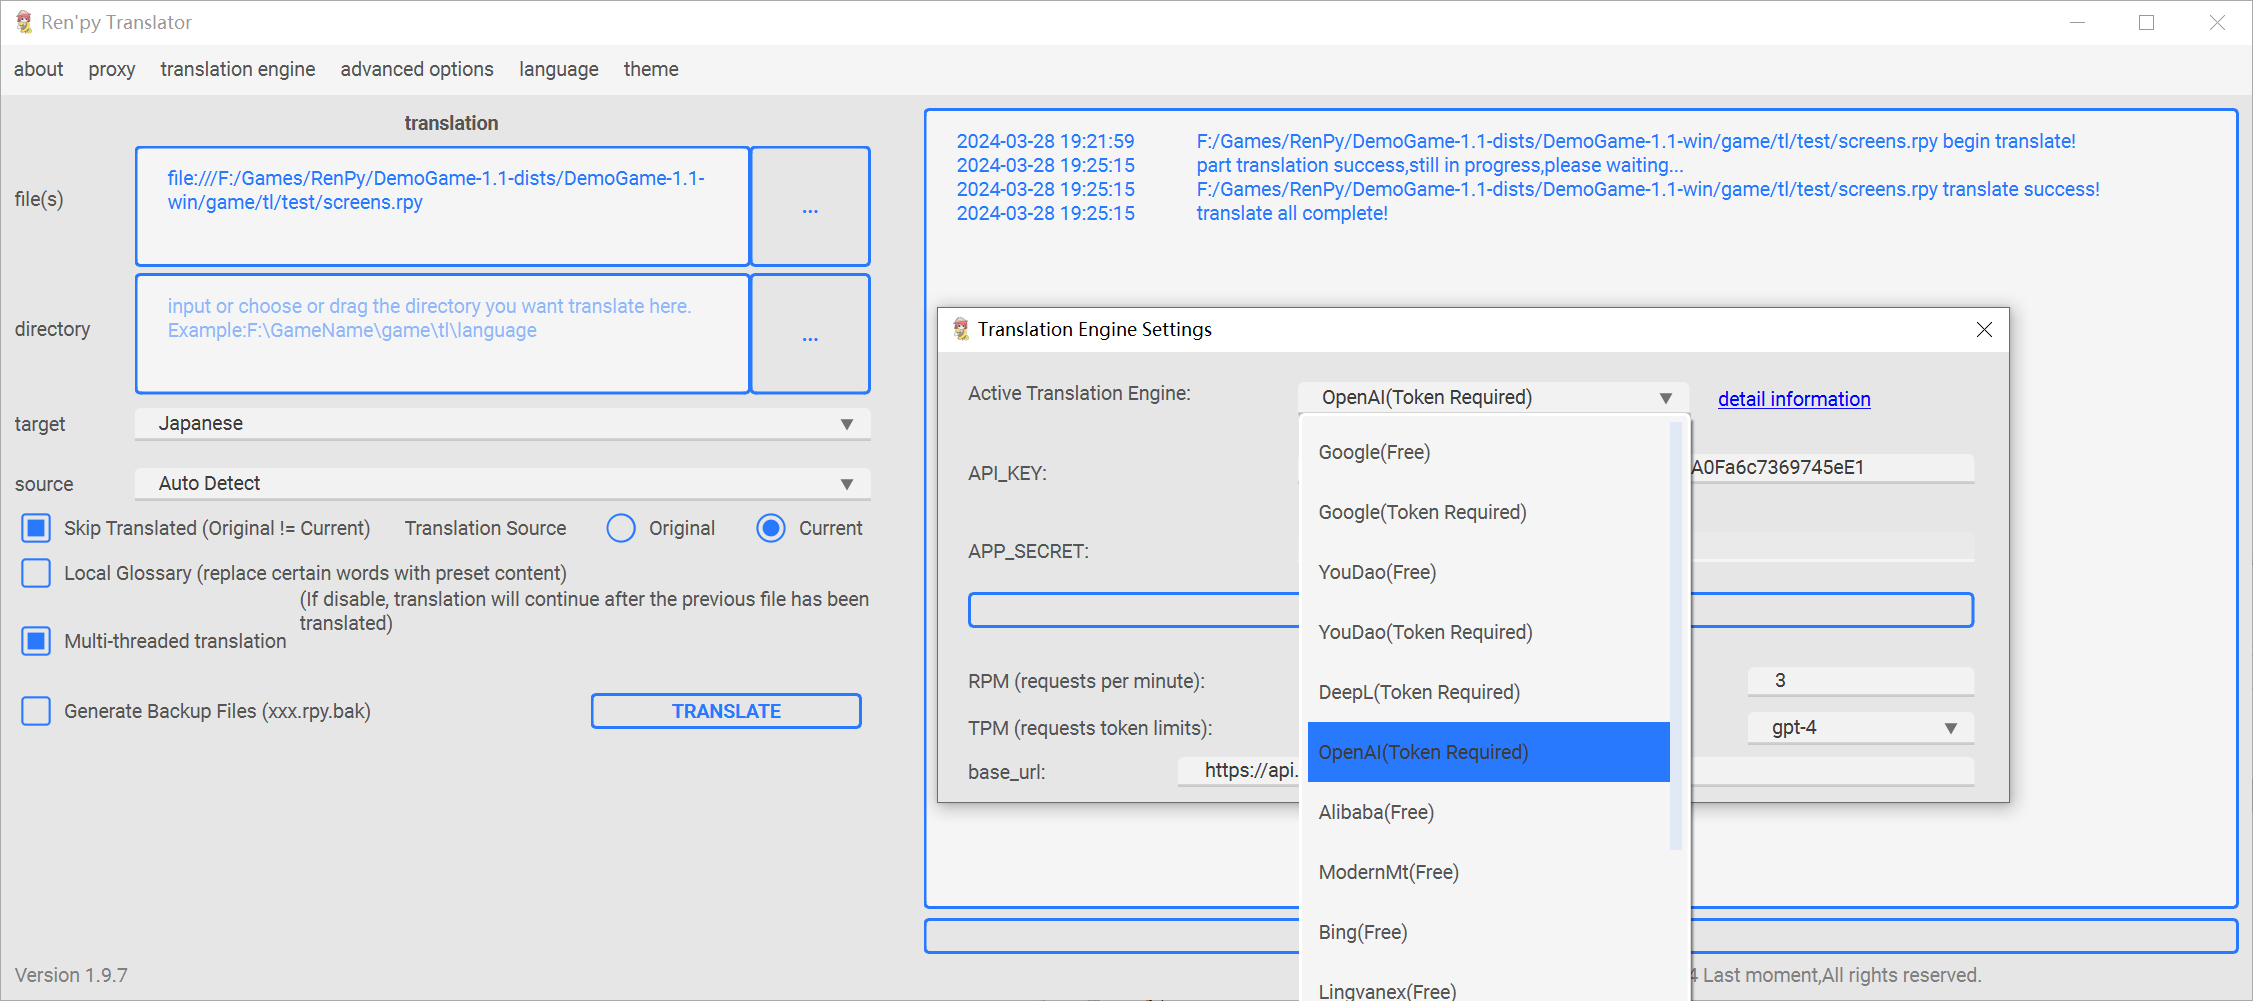 Ren'py Translator
about proxy translation engine advanced options language theme
translation
file(s)
file:///F:/Games/RenPy/DemoGame-1.1-dists/DemoGame-1.1-
win/game/tl/test/screens.rpy
...
directory
input or choose or drag the directory you want translate here.
Example:F:\GameName\game\tl\language
...
target
Japanese
source
Auto Detect
Skip Translated (Original != Current) Translation Source Original Current
Local Glossary (replace certain words with preset content)
(If disable, translation will continue after the previous file has been
translated)
Multi-threaded translation
Generate Backup Files (xxx.rpy.bak)
TRANSLATE
Version 1.9.7
2024-03-28 19:21:59 F:/Games/RenPy/DemoGame-1.1-dists/DemoGame-1.1-win/game/tl/test/screens.rpy begin translate!
2024-03-28 19:25:15 part translation success,still in progress,please waiting...
2024-03-28 19:25:15 F:/Games/RenPy/DemoGame-1.1-dists/DemoGame-1.1-win/game/tl/test/screens.rpy translate success!
2024-03-28 19:25:15 translate all complete!
Translation Engine Settings
Active Translation Engine:
OpenAI(Token Required)
detail information
API_KEY:
A0Fa6c7369745eE1
APP_SECRET:
RPM (requests per minute):
3
TPM (requests token limits):
gpt-4
base_url:
https://api.
Google(Free)
Google(Token Required)
YouDao(Free)
YouDao(Token Required)
DeepL(Token Required)
OpenAI(Token Required)
Alibaba(Free)
ModernMt(Free)
Bing(Free)
Lingvanex(Free)
4 Last moment,All rights reserved.